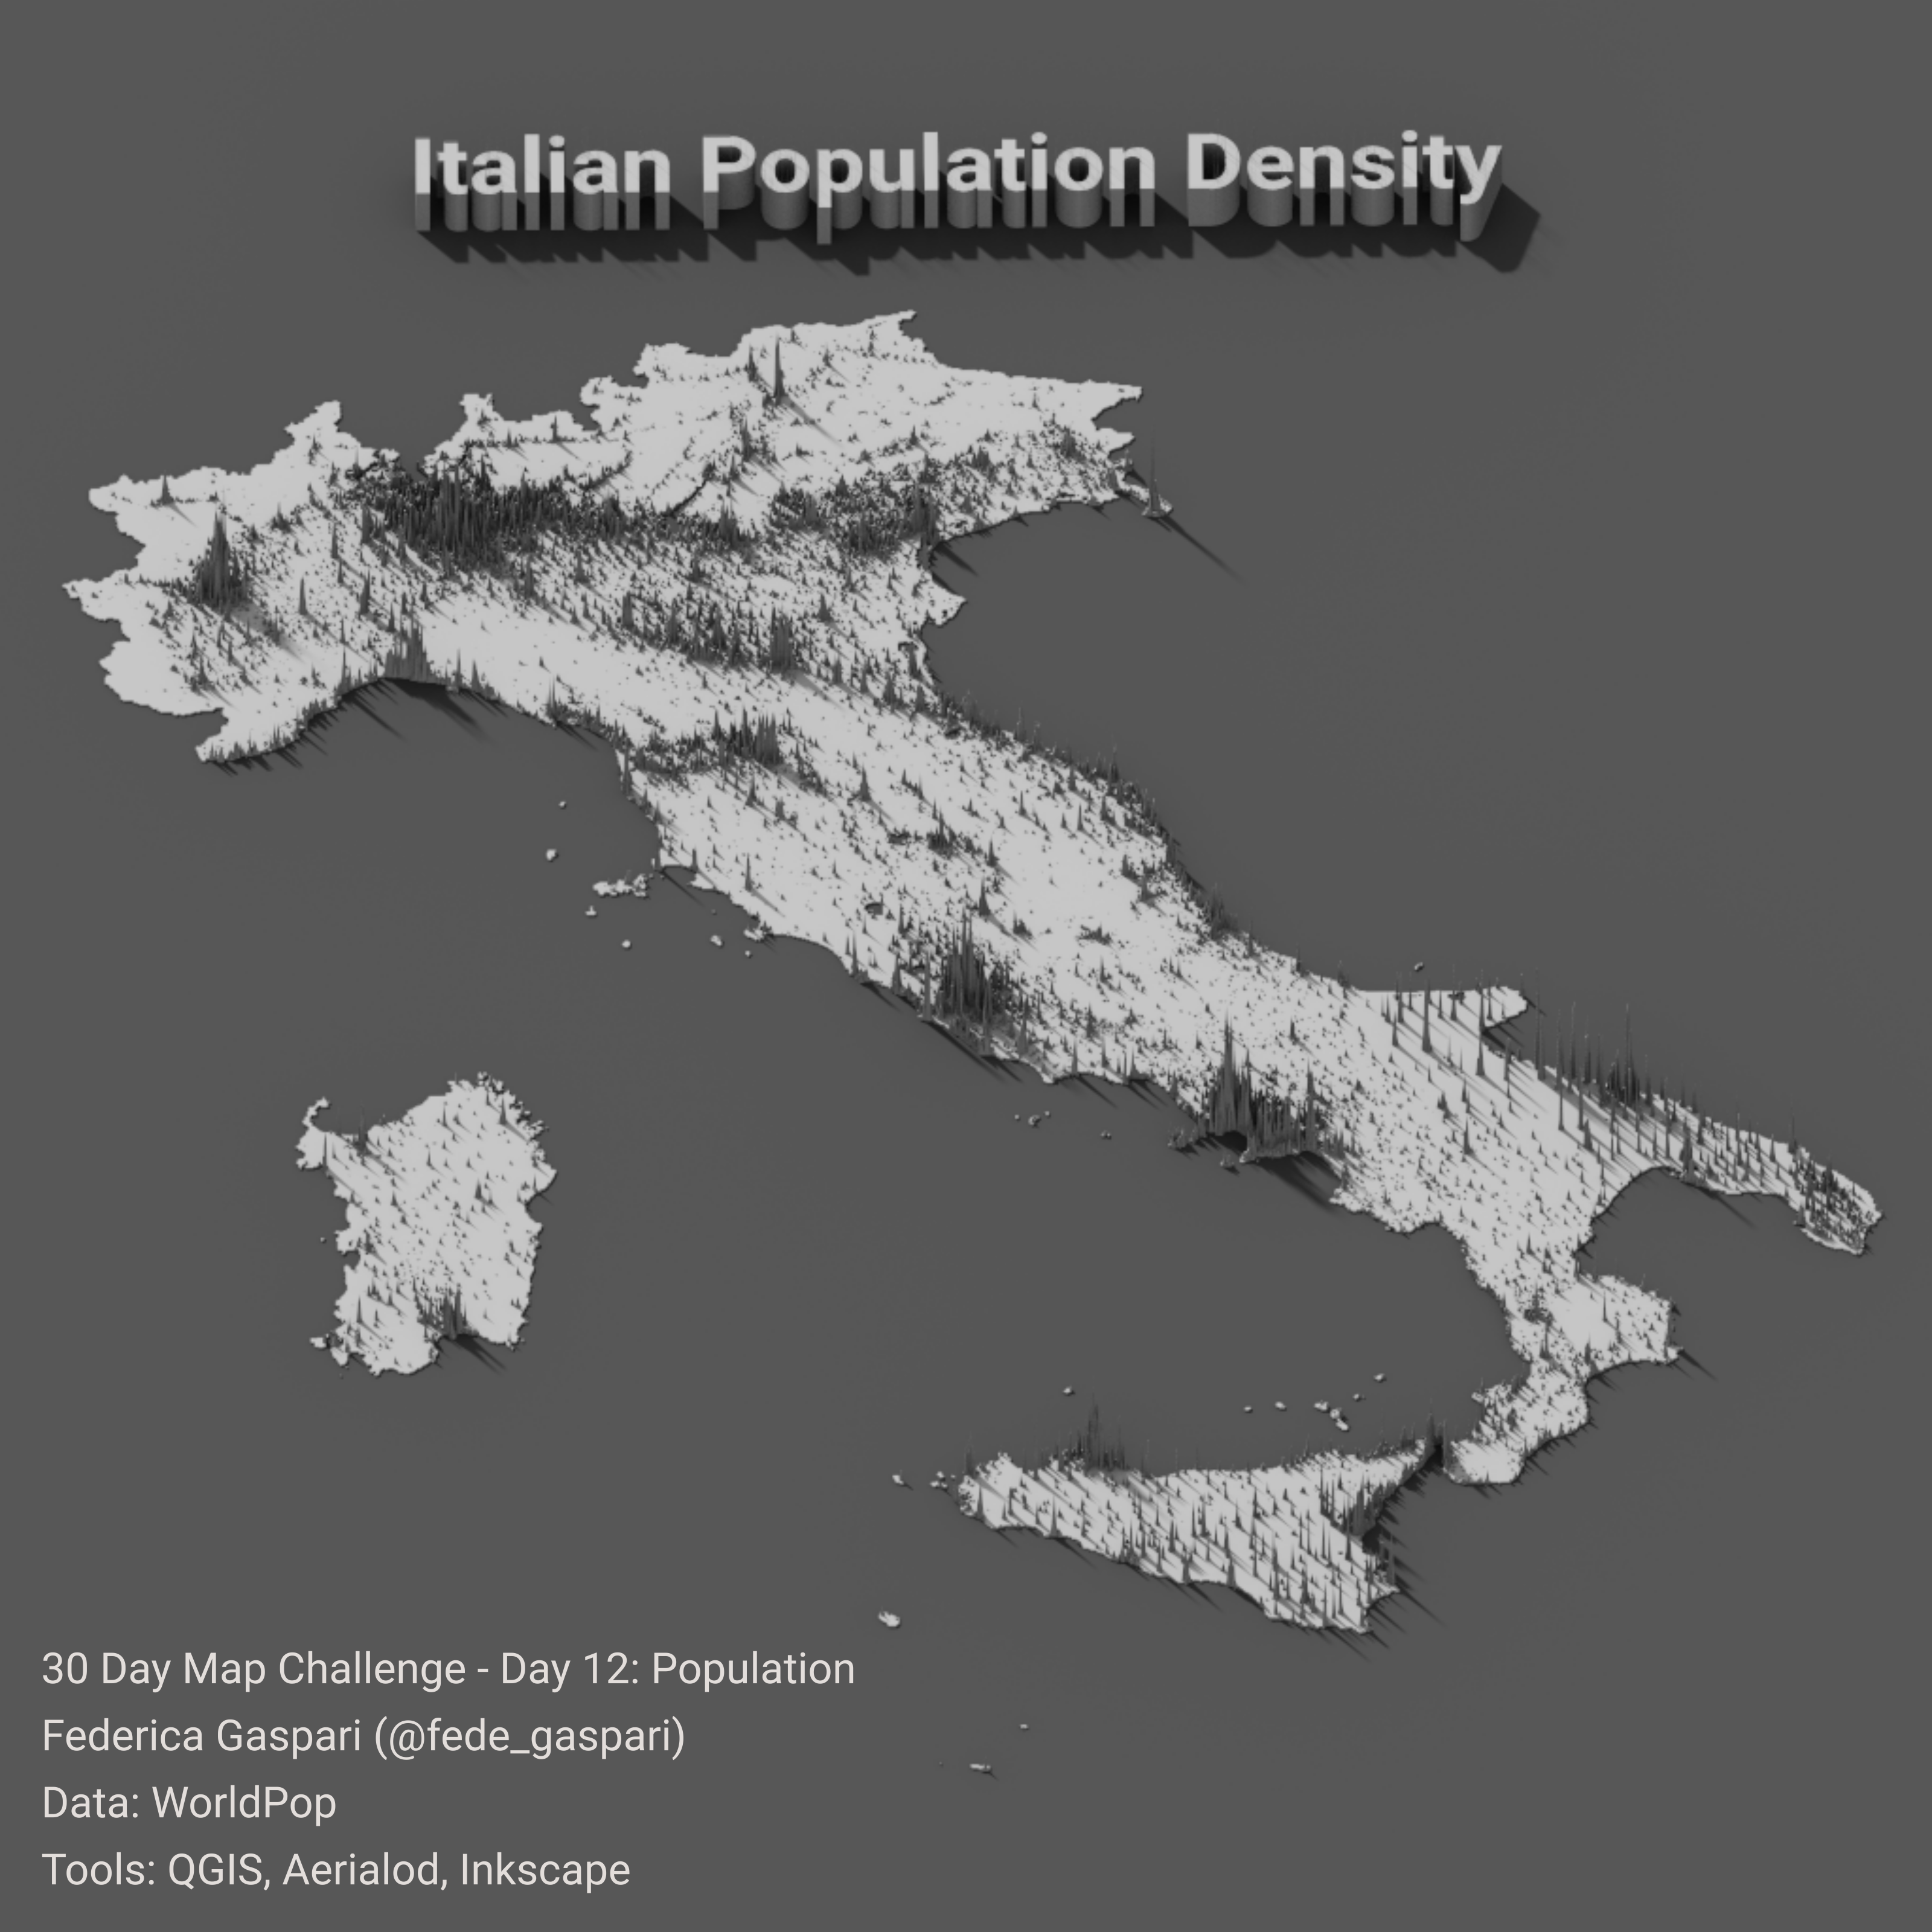 Italian Population Density
30 Day Map Challenge - Day 12: Population
Federica Gaspari (@fede_gaspari)
Data: WorldPop
Tools: QGIS, Aerialod, Inkscape